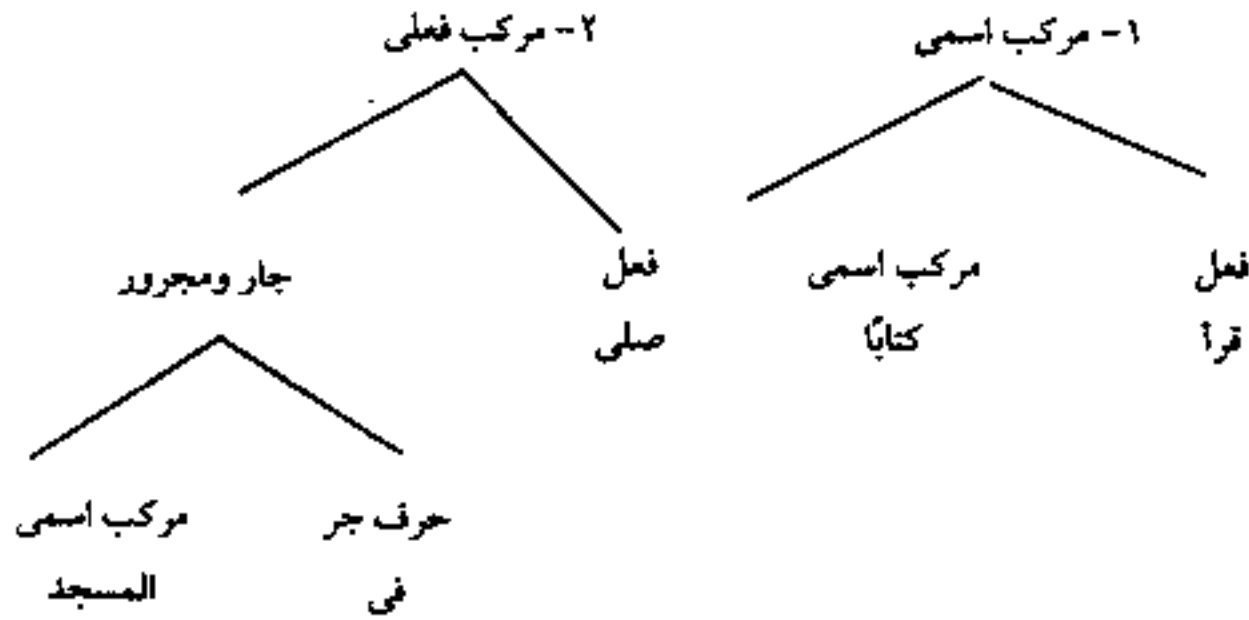 ١- مركب اسمى
٢- مركب فعلى
فعل
مركب اسمى
فعل
جار ومجرور
قرأ
كتابًا
صلى
حرف جر
مركب اسمى
فى
المسجد